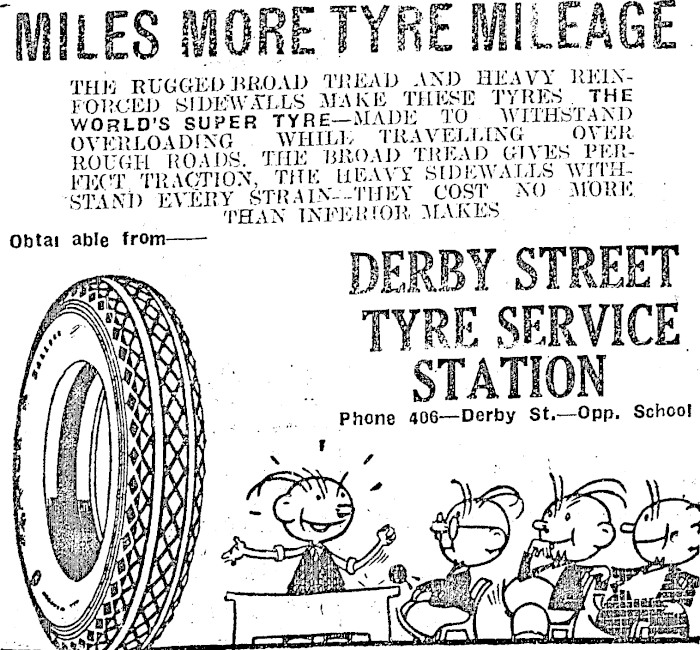 MILES MORE TYRE MILEAGE
THE RUGGED BROAD TREAD AND HEAVY REIN-
FORCED SIDEWALLS MAKE THESE TYRES THE
WORLD'S SUPER TYRE—MADE TO WITHSTAND
OVERLOADING WHILE TRAVELLING OVER
ROUGH ROADS. THE BROAD TREAD GIVES PER-
FECT TRACTION, THE HEAVY SIDEWALLS WITH-
STAND EVERY STRAIN--THEY COST NO MORE
THAN INFERIOR MAKES
Obtai able from——
DERBY STREET
TYRE SERVICE
STATION
Phone 406—Derby St.—Opp. School